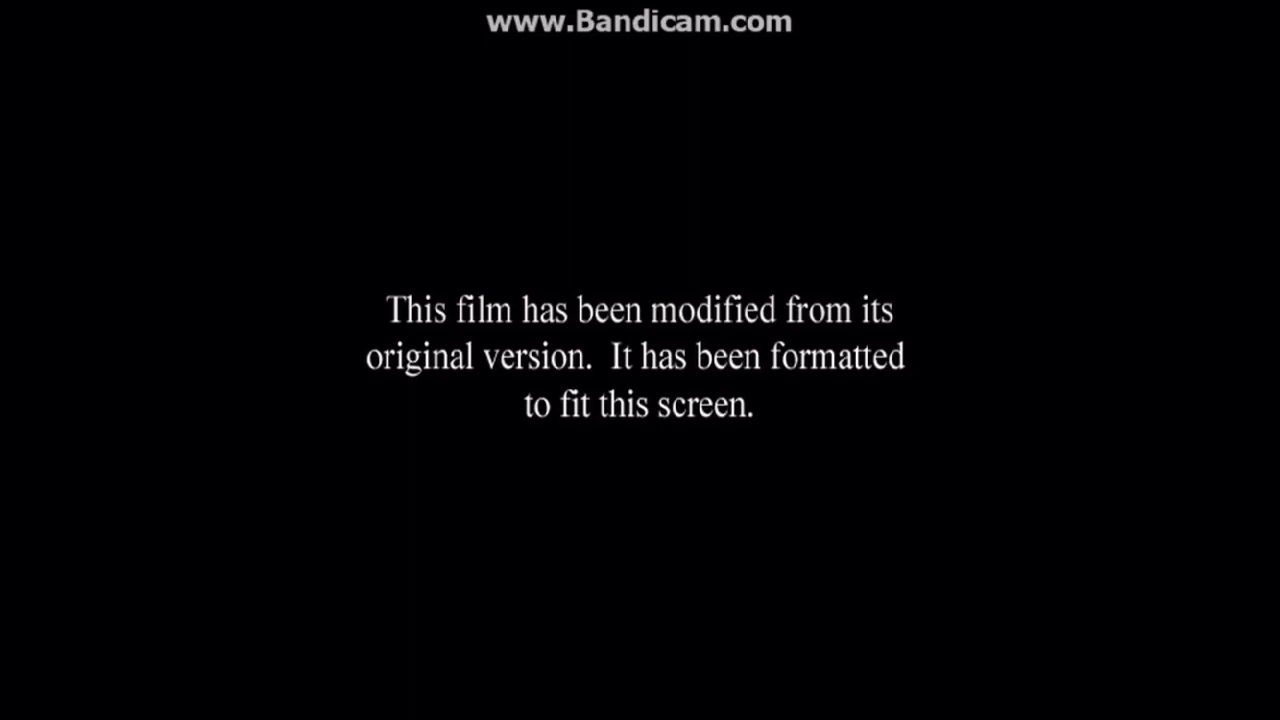 www.Bandicam.com
This film has been modified from its
original version.  It has been formatted
to fit this screen.